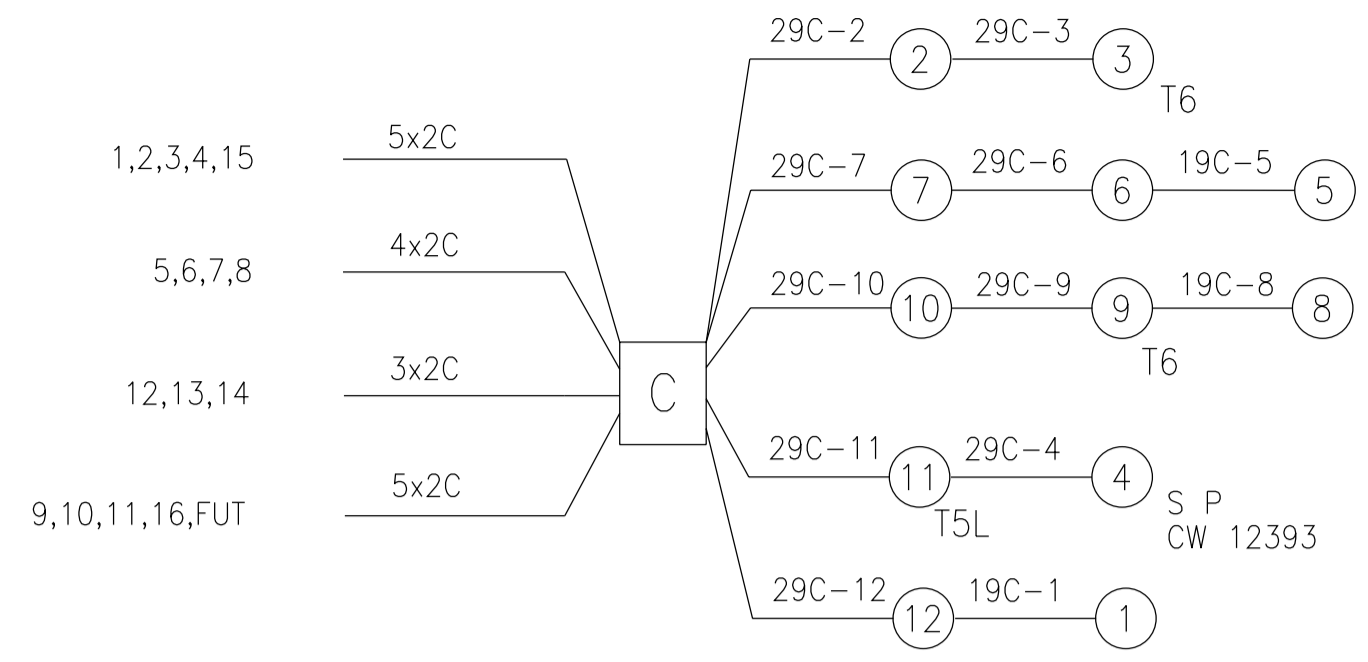 29C-2
2
29C-3
3
T6
1,2,3,4,15
5x2C
29C-7
7
29C-6
6
19C-5
5
5,6,7,8
4x2C
29C-10
10
29C-9
9
T6
19C-8
8
12,13,14
3x2C
C
29C-11
11
T5L
29C-4
4
S P
CW 12393
9,10,11,16,FUT
5x2C
29C-12
12
19C-1
1